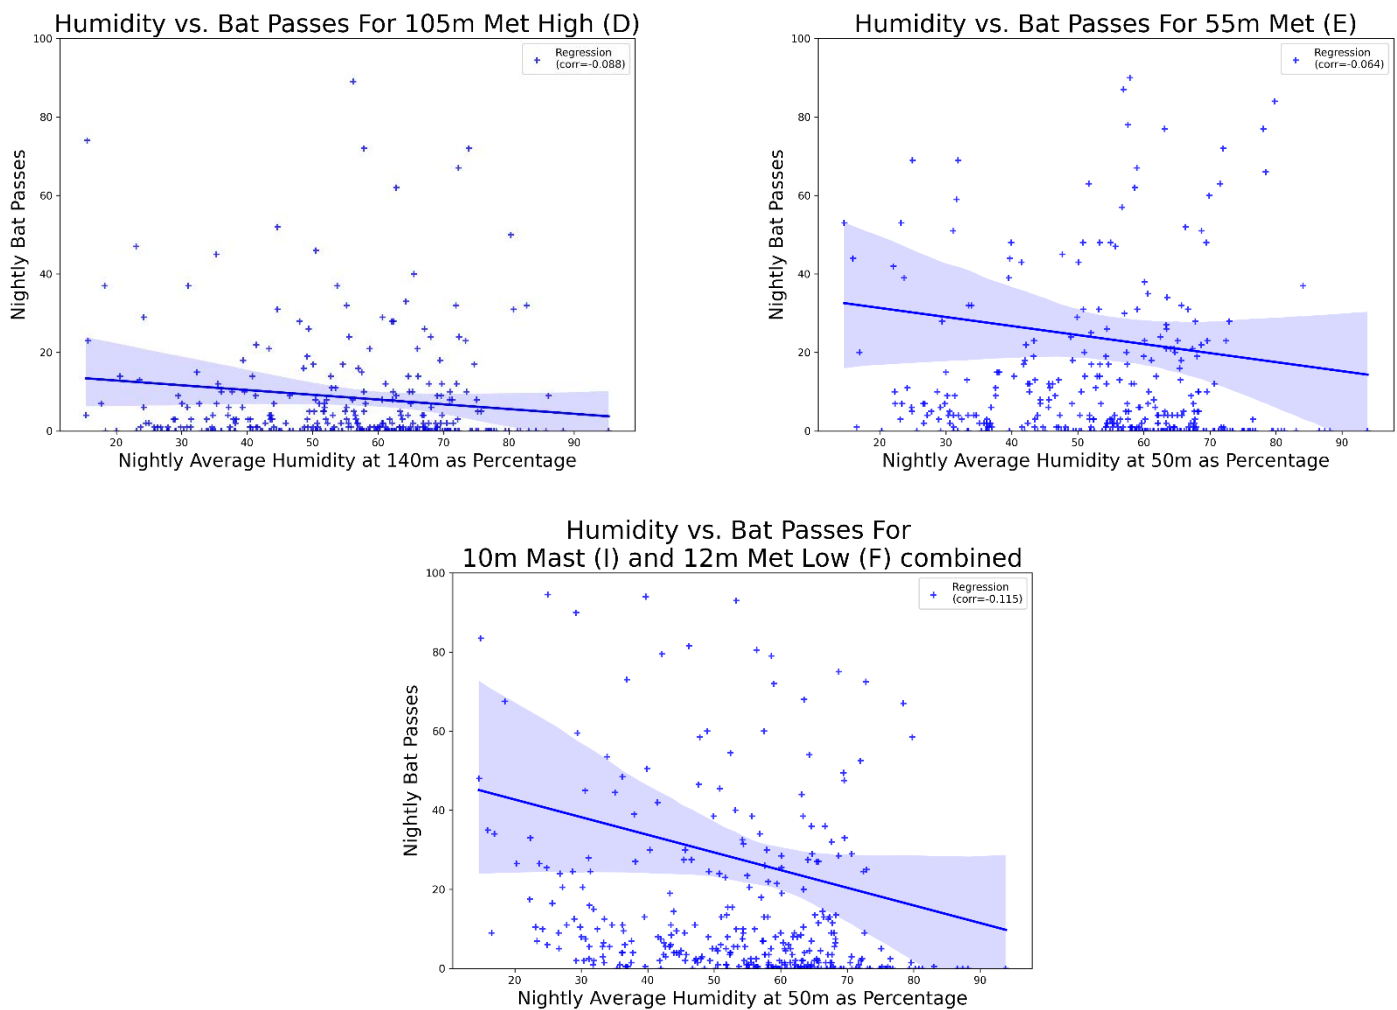 Humidity vs. Bat Passes For 105m Met High (D)
Regression
(corr=-0.088)
Nightly Bat Passes
100
80
60
40
20
0
20 30 40 50 60 70 80 90
Nightly Average Humidity at 140m as Percentage
Humidity vs. Bat Passes For 55m Met (E)
Regression
(corr=-0.064)
Nightly Bat Passes
100
80
60
40
20
0
20 30 40 50 60 70 80 90
Nightly Average Humidity at 50m as Percentage
Humidity vs. Bat Passes For
10m Mast (I) and 12m Met Low (F) combined
Regression
(corr=-0.115)
Nightly Bat Passes
100
80
60
40
20
0
20 30 40 50 60 70 80 90
Nightly Average Humidity at 50m as Percentage